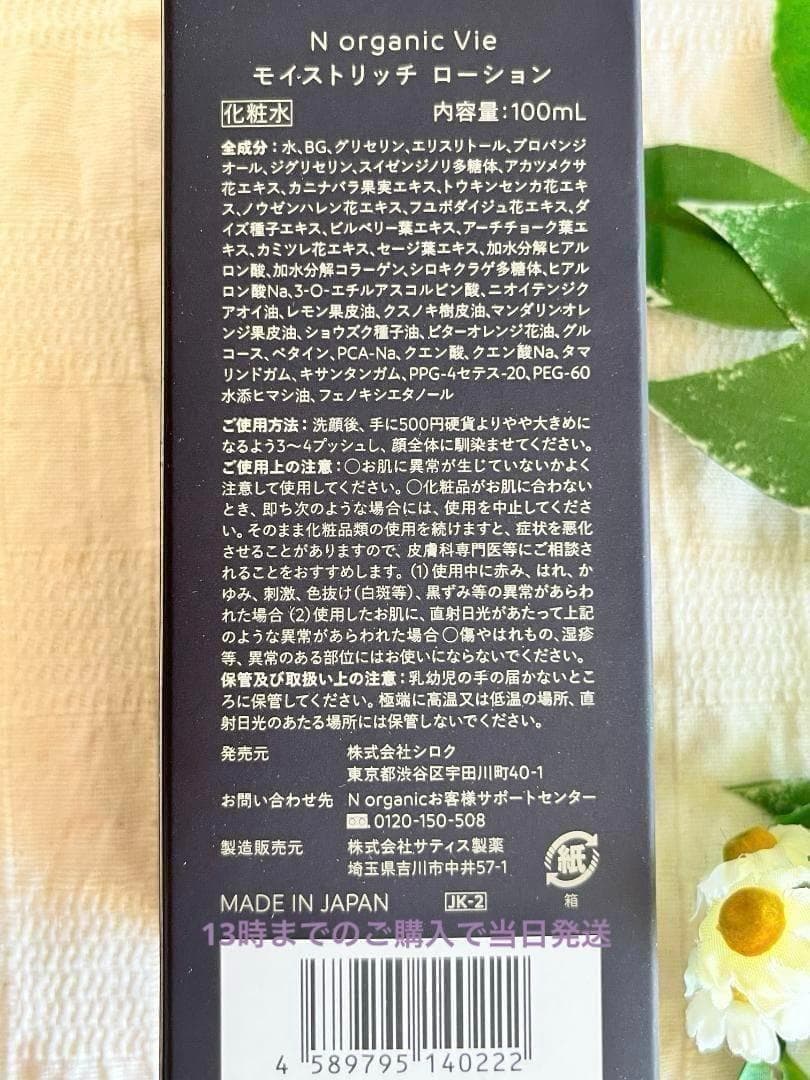 N organic Vie
モイストリッチ ローション
化粧水 内容量:100mL
全成分:水、BG、グリセリン、エリスリトール、プロパンジ
オール、ジグリセリン、スイゼンジノリ多糖体、アカツメクサ
花エキス、カニナバラ果実エキス、トウキンセンカ花エキ
ス、ノウゼンハレン花エキス、フユボダイジュ花エキス、ダ
イズ種子エキス、ビルベリー葉エキス、アーチチョーク葉エ
キス、カミツレ花エキス、セージ葉エキス、加水分解ヒアル
ロン酸、加水分解コラーゲン、シロキクラゲ多糖体、ヒアル
ロン酸Na、3-O-エチルアスコルビン酸、ニオイテンジク
アオイ油、レモン果皮油、クスノキ樹皮油、マンダリンオレ
ンジ果皮油、ショウズク種子油、ビターオレンジ花油、グル
コース、ベタイン、PCA-Na、クエン酸、クエン酸Na、タマ
リンドガム、キサンタンガム、PPG-4セテス-20、PEG-60
水添ヒマシ油、フェノキシエタノール
ご使用方法:洗顔後、手に500円硬貨よりやや大きめに
なるよう3〜4プッシュし、顔全体に馴染ませてください。
ご使用上の注意:○お肌に異常が生じていないかよく
注意して使用してください。○化粧品がお肌に合わない
とき、即ち次のような場合には、使用を中止してくださ
い。そのまま化粧品類の使用を続けますと、症状を悪化
させることがありますので、皮膚科専門医等にご相談さ
れることをおすすめします。(1)使用中に赤み、はれ、か
ゆみ、刺激、色抜け(白斑等)、黒ずみ等の異常があらわ
れた場合 (2)使用したお肌に、直射日光があたって上記
のような異常があらわれた場合 ○傷やはれもの、湿疹
等、異常のある部位にはお使いにならないでください。
保管及び取扱い上の注意:乳幼児の手の届かないとこ
ろに保管してください。極端に高温又は低温の場所、直
射日光のあたる場所には保管しないでください。
発売元 株式会社シロク
東京都渋谷区宇田川町40-1
お問い合わせ先 N organicお客様サポートセンター
0120-150-508
製造販売元 株式会社サティス製薬
埼玉県吉川市中井57-1
紙
箱
MADE IN JAPAN JK-2
13時までのご購入で当日発送
4 589795 140222